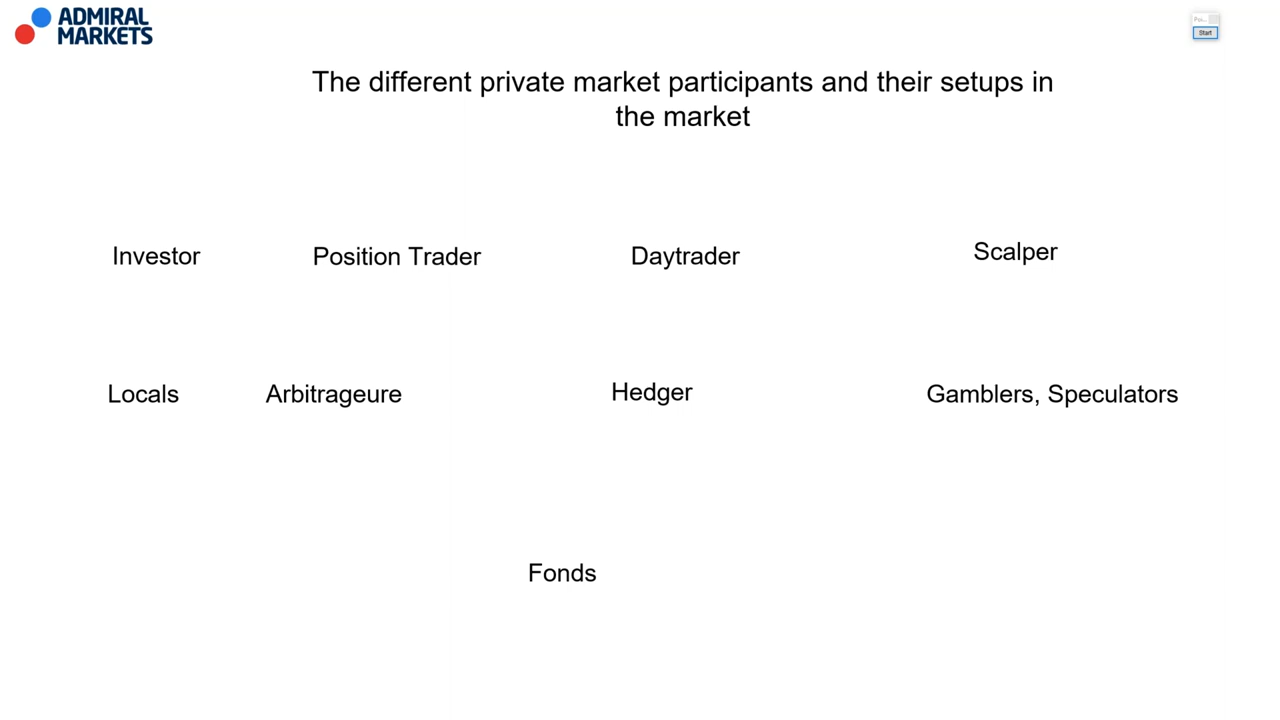 ADMIRAL
MARKETS
Start
The different private market participants and their setups in
the market
Investor
Position Trader
Daytrader
Scalper
Locals
Arbitrageure
Hedger
Gamblers, Speculators
Fonds